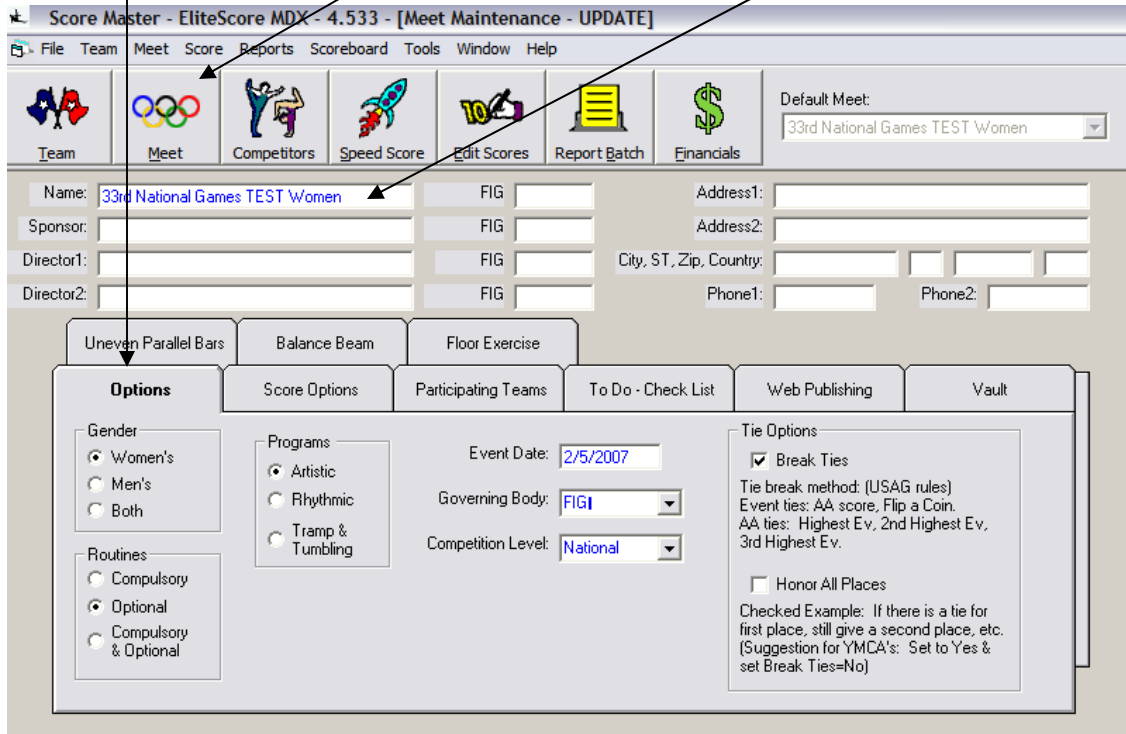 Score Master - EliteScore MDX - 4.533 - [Meet Maintenance - UPDATE]
File Team Meet Score Reports Scoreboard Tools Window Help
10
Team Meet Competitors Speed Score Edit Scores Report Batch Financials
Default Meet:
33rd National Games TEST Women
Name: 33rd National Games TEST Women FIG Address1:
Sponsor: FIG Address2:
Director1: FIG City, ST, Zip, Country:
Director2: FIG Phone1: Phone2:
Uneven Parallel Bars Balance Beam Floor Exercise
Options Score Options Participating Teams To Do - Check List Web Publishing Vault
Gender
Women's
Men's
Both
Routines
Compulsory
Optional
Compulsory
& Optional
Programs
Artistic
Rhythmic
Tramp &
Tumbling
Event Date: 2/5/2007
Governing Body: FIG
Competition Level: National
Tie Options
Break Ties
Tie break method: (USAG rules)
Event ties: AA score, Flip a Coin.
AA ties: Highest Ev, 2nd Highest Ev,
3rd Highest Ev.
Honor All Places
Checked Example: If there is a tie for
first place, still give a second place, etc.
(Suggestion for YMCA's: Set to Yes &
set Break Ties=No)